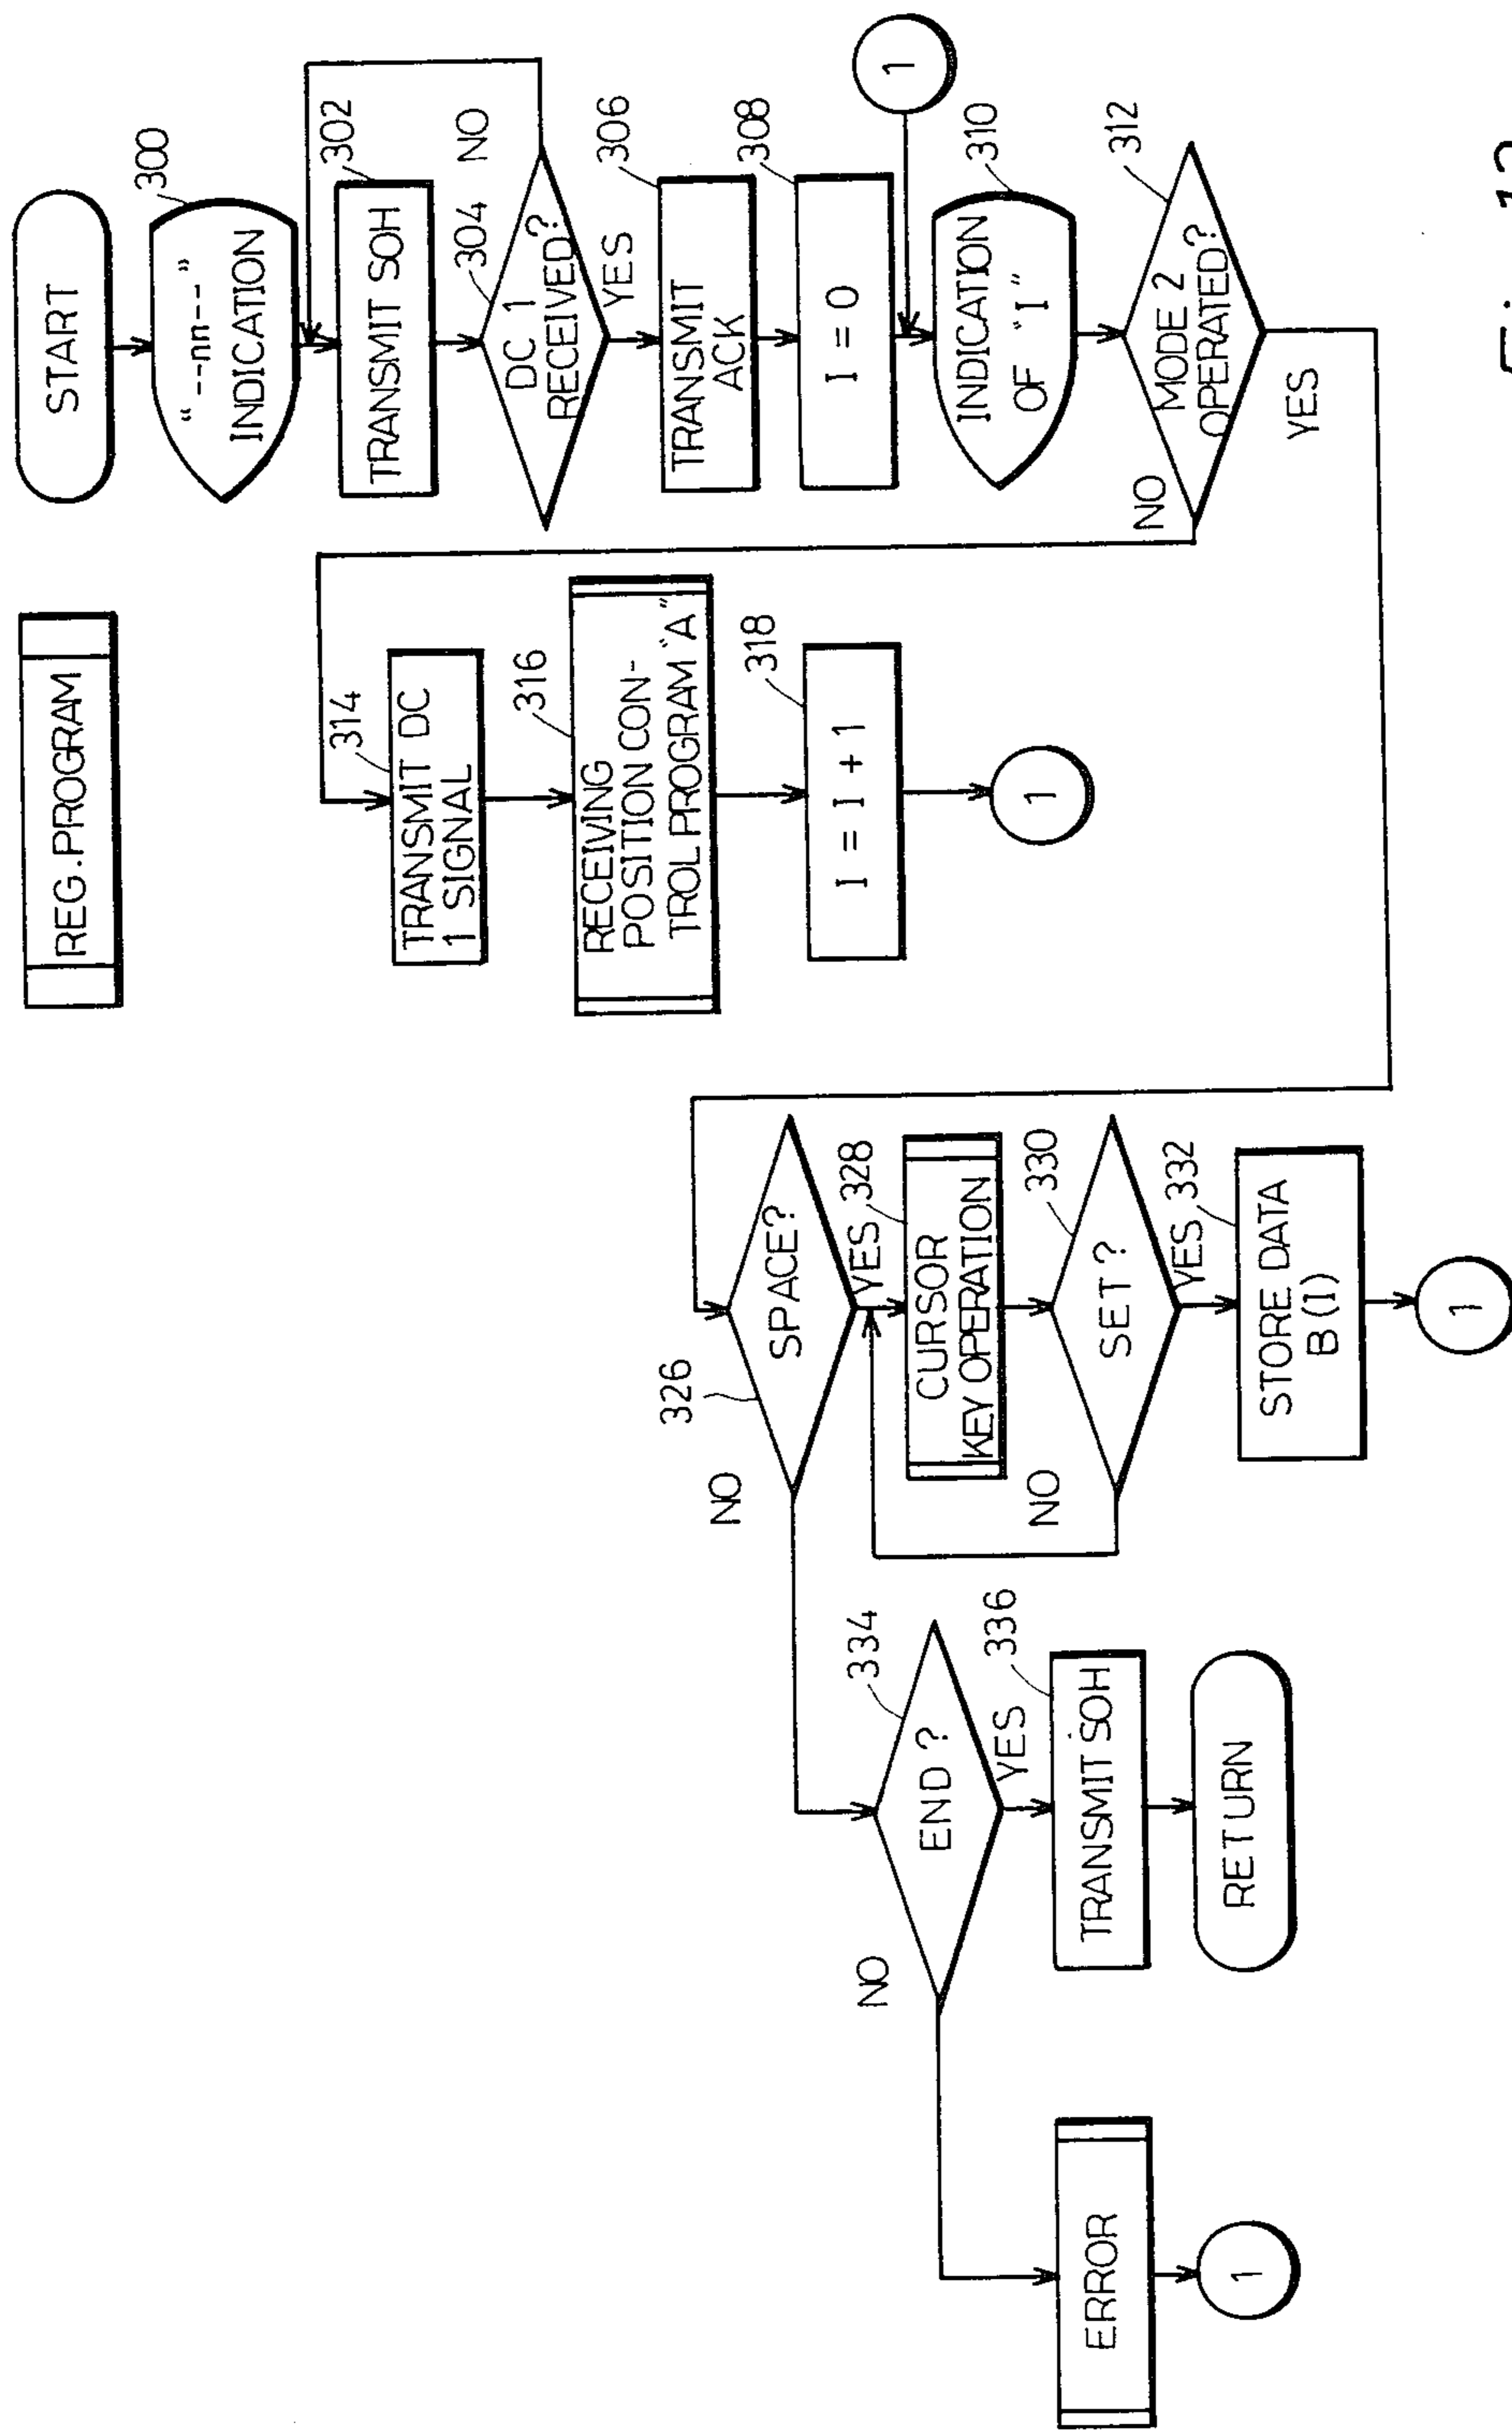 REG. PROGRAM
START
300
"--nn--"
INDICATION
302
TRANSMIT SOH
304
NO
DC 1
RECEIVED?
YES
306
TRANSMIT
ACK
308
I = 0
1
310
INDICATION
OF "I"
312
MODE 2
OPERATED?
NO
YES
314
TRANSMIT DC
1 SIGNAL
316
RECEIVING
POSITION CON-
TROL PROGRAM "A"
318
I = I + 1
1
326
SPACE?
NO
YES
328
CURSOR
KEY OPERATION
330
SET?
NO
YES
332
STORE DATA
B(I)
1
334
END?
NO
YES
336
TRANSMIT SOH
RETURN
ERROR
1